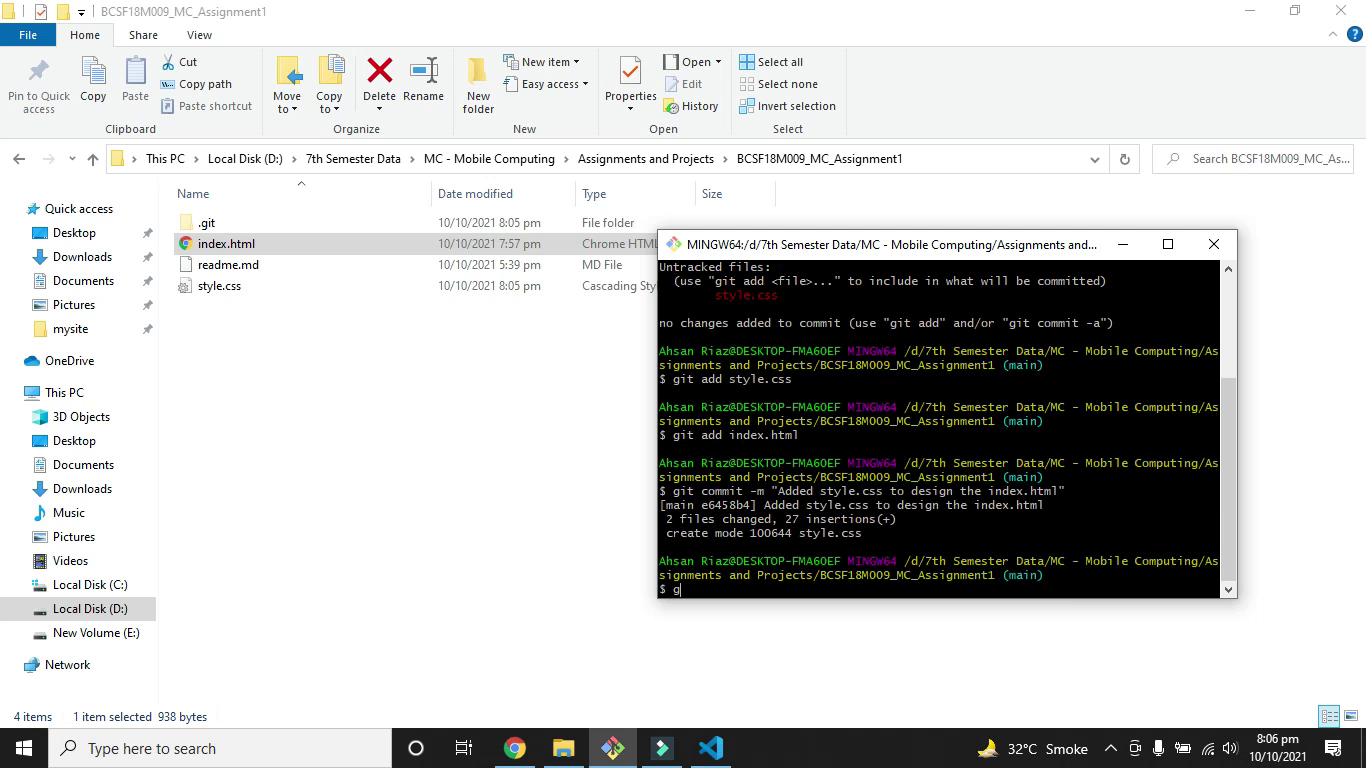 BCSF18M009_MC_Assignment1
File
Home
Share
View
Pin to Quick access
Copy
Paste
Cut
Copy path
Paste shortcut
Clipboard
Move to
Copy to
Delete
Rename
Organize
New folder
New item
Easy access
New
Properties
Open
Edit
History
Open
Select all
Select none
Invert selection
Select
This PC
Local Disk (D:)
7th Semester Data
MC - Mobile Computing
Assignments and Projects
BCSF18M009_MC_Assignment1
Search BCSF18M009_MC_As...
Quick access
Desktop
Downloads
Documents
Pictures
mysite
OneDrive
This PC
3D Objects
Desktop
Documents
Downloads
Music
Pictures
Videos
Local Disk (C:)
Local Disk (D:)
New Volume (E:)
Network
Name Date modified Type Size
.git 10/10/2021 8:05 pm File folder
index.html 10/10/2021 7:57 pm Chrome HTML
readme.md 10/10/2021 5:39 pm MD File
style.css 10/10/2021 8:05 pm Cascading Sty
MINGW64:/d/7th Semester Data/MC - Mobile Computing/Assignments and...
Untracked files:
(use "git add <file>..." to include in what will be committed)
style.css
no changes added to commit (use "git add" and/or "git commit -a")
Ahsan Riaz@DESKTOP-FMA6OEF MINGW64 /d/7th Semester Data/MC - Mobile Computing/As
signments and Projects/BCSF18M009_MC_Assignment1 (main)
$ git add style.css
Ahsan Riaz@DESKTOP-FMA6OEF MINGW64 /d/7th Semester Data/MC - Mobile Computing/As
signments and Projects/BCSF18M009_MC_Assignment1 (main)
$ git add index.html
Ahsan Riaz@DESKTOP-FMA6OEF MINGW64 /d/7th Semester Data/MC - Mobile Computing/As
signments and Projects/BCSF18M009_MC_Assignment1 (main)
$ git commit -m "Added style.css to design the index.html"
[main e6458b4] Added style.css to design the index.html
2 files changed, 27 insertions(+)
create mode 100644 style.css
Ahsan Riaz@DESKTOP-FMA6OEF MINGW64 /d/7th Semester Data/MC - Mobile Computing/As
signments and Projects/BCSF18M009_MC_Assignment1 (main)
$ g
4 items 1 item selected 938 bytes
Type here to search
32°C Smoke
8:06 pm
10/10/2021